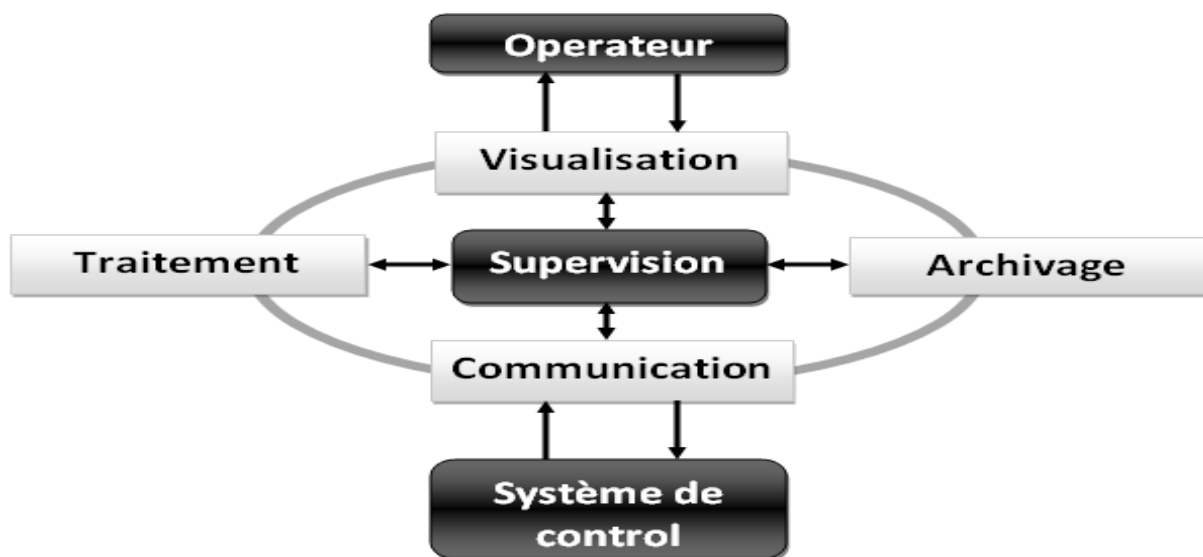 Operateur
Visualisation
Traitement
Supervision
Archivage
Communication
Système de
control